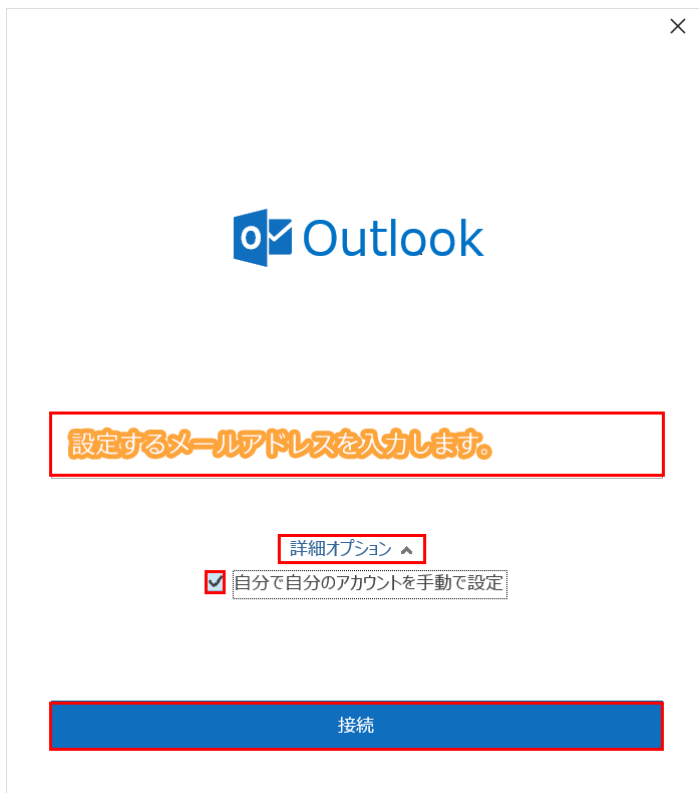 Outlook
設定するメールアドレスを入力します。
詳細オプション
自分で自分のアカウントを手動で設定
接続